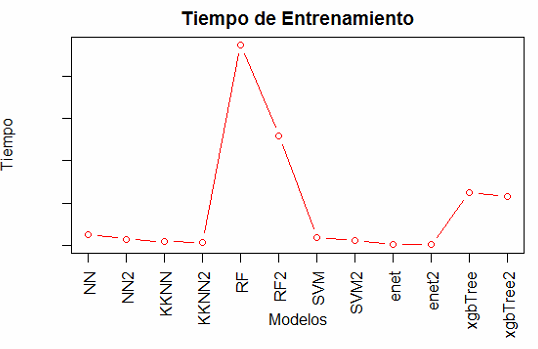 Tiempo de Entrenamiento
Tiempo
NN
NN2
KKNN
KKNN2
RF
RF2
SVM
SVM2
enet
enet2
xgbTree
xgbTree2
Modelos